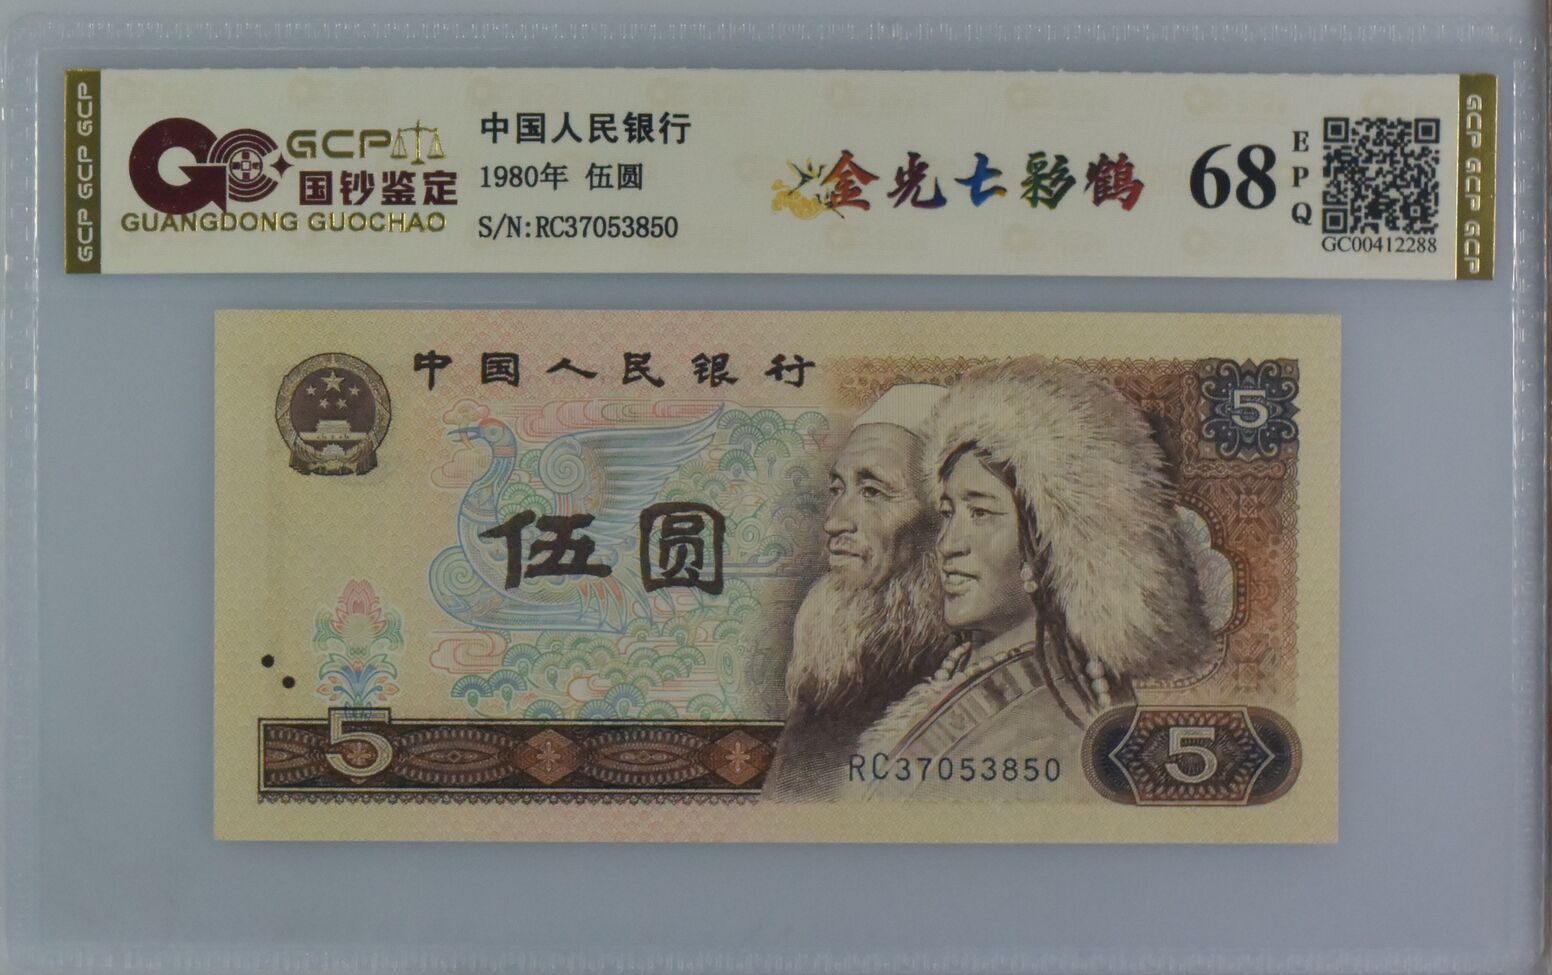 GCP GCP GCP
GCP
国钞鉴定
GUANGDONG GUOCHAO
中国人民银行
1980年 伍圆
S/N:RC37053850
金光七彩鹤
68
EPQ
GC00412288
GCP GCP GCP
中国人民银行
5
伍圆
5
RC37053850
5